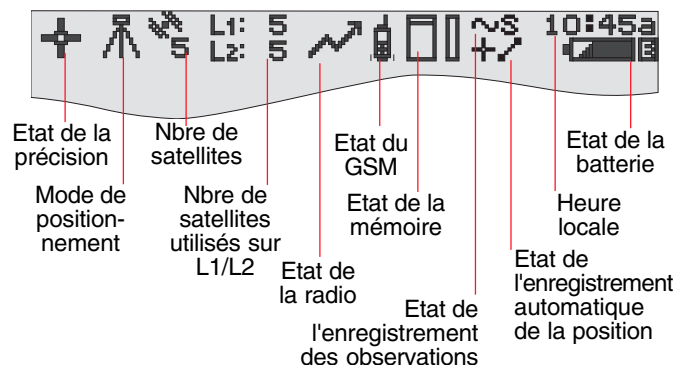 L1: 5 S 10:45a
5 L2: 5 B
Etat de la
précision
Mode de
position-
nement
Nbre de
satellites
Nbre de
satellites
utilisés sur
L1/L2
Etat de
la radio
Etat du
GSM
Etat de la
mémoire
Etat de
l'enregistrement
des observations
Etat de
l'enregistrement
automatique
de la position
Heure
locale
Etat de la
batterie